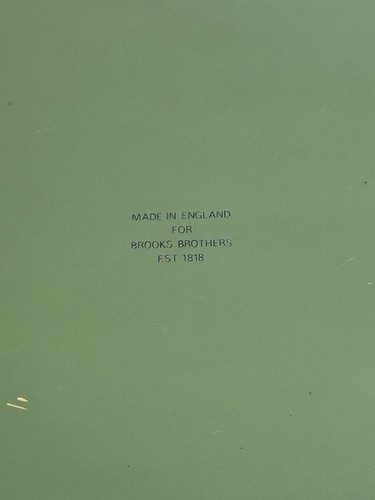 MADE IN ENGLAND
FOR
BROOKS BROTHERS
EST 1818